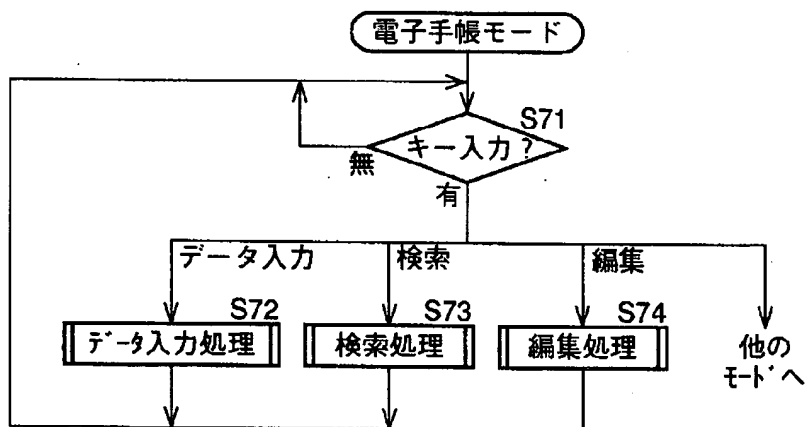 電子手帳モード
S71
キー入力?
無
有
データ入力
検索
編集
S72
S73
S74
データ入力処理
検索処理
編集処理
他の
モードへ